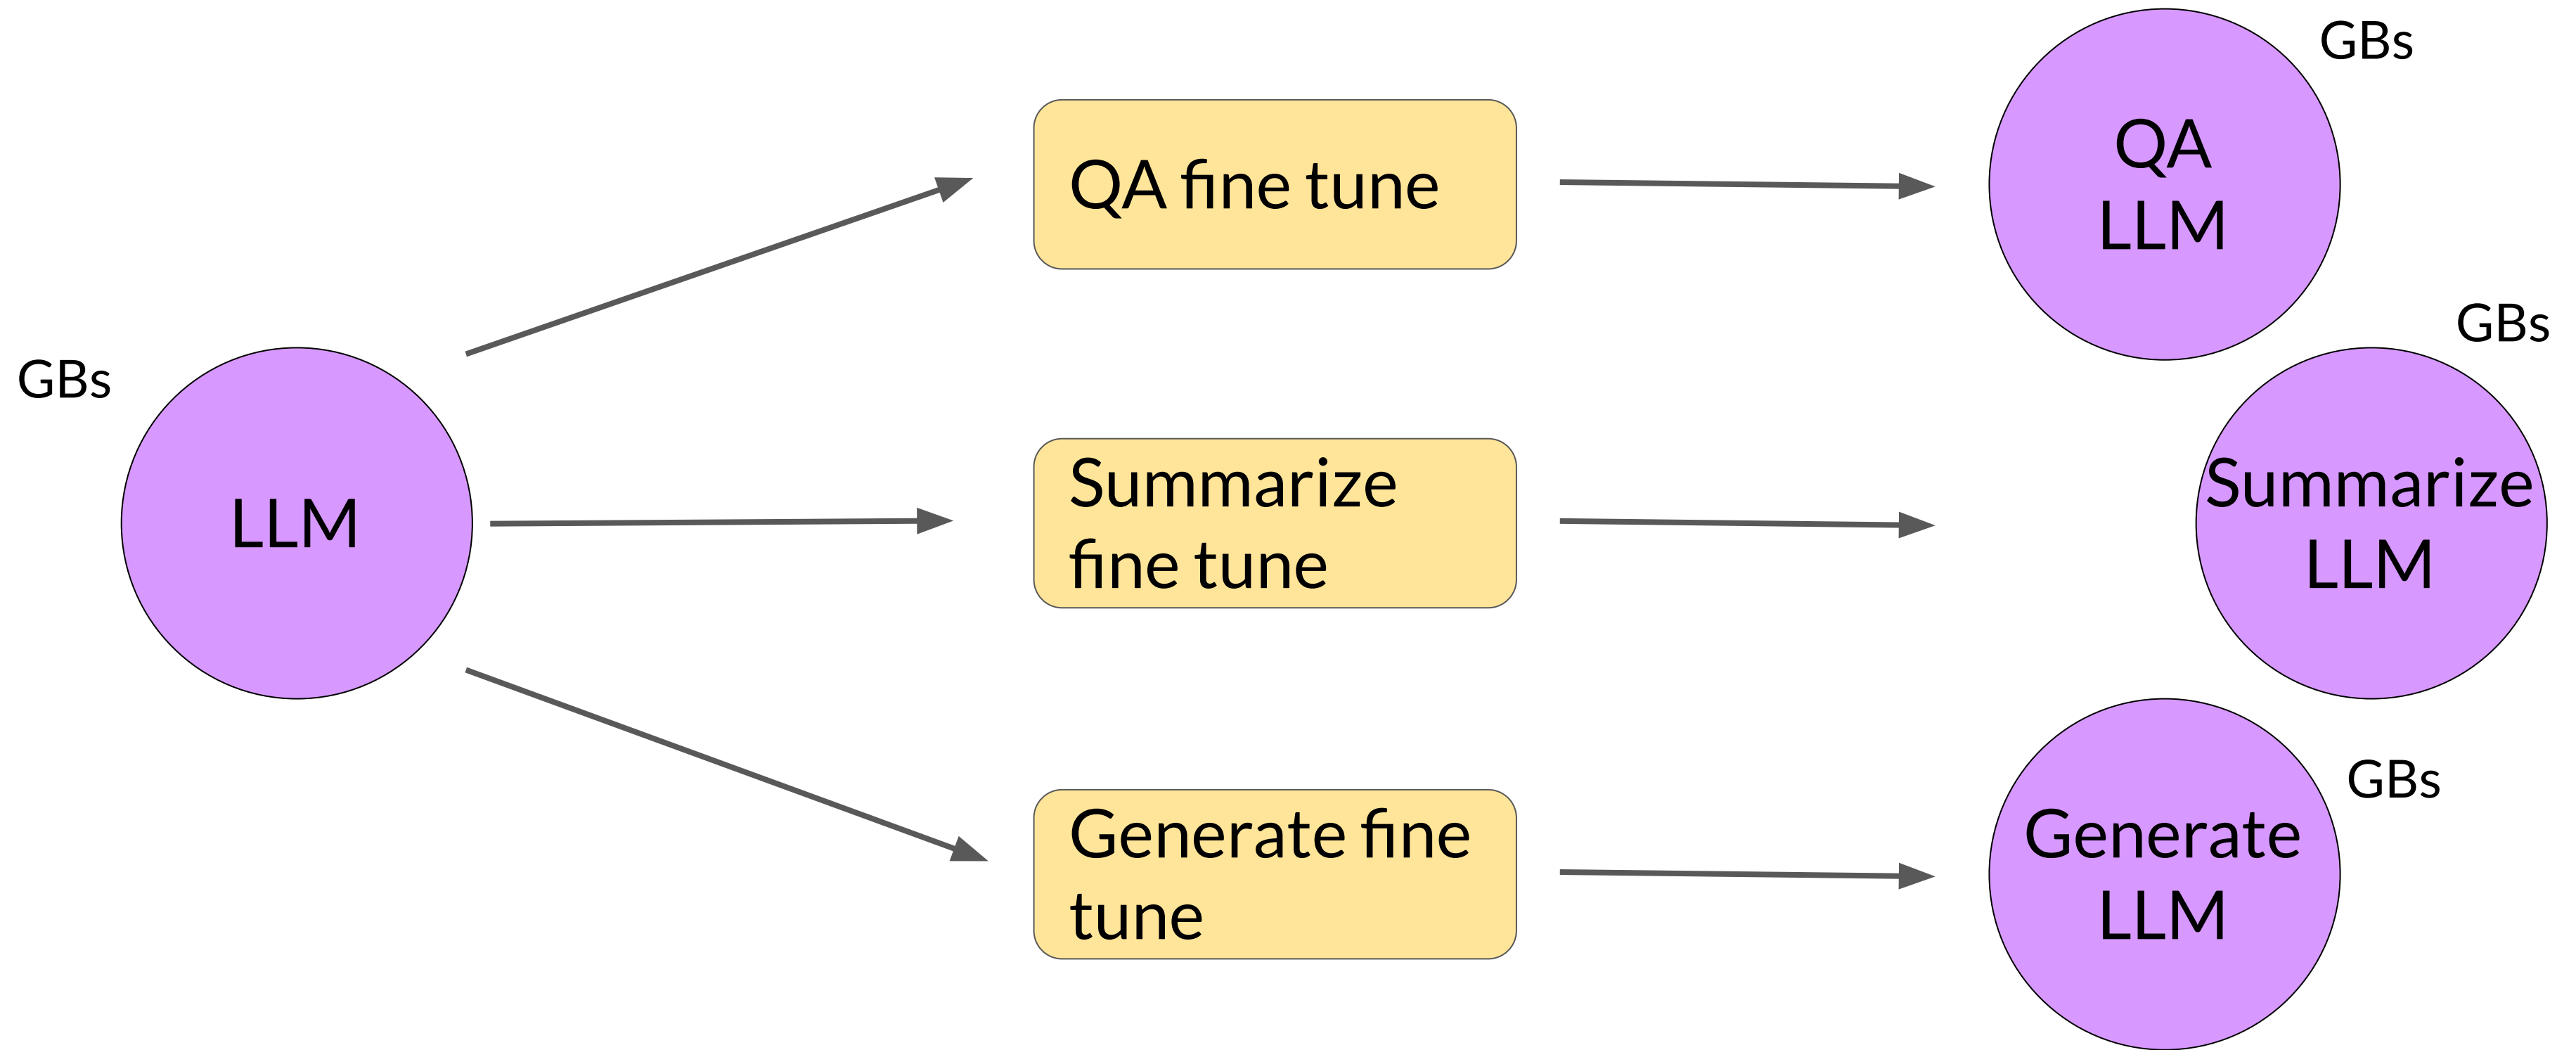 GBs
LLM
QA fine tune
Summarize
fine tune
Generate fine
tune
GBs
QA
LLM
GBs
Summarize
LLM
GBs
Generate
LLM